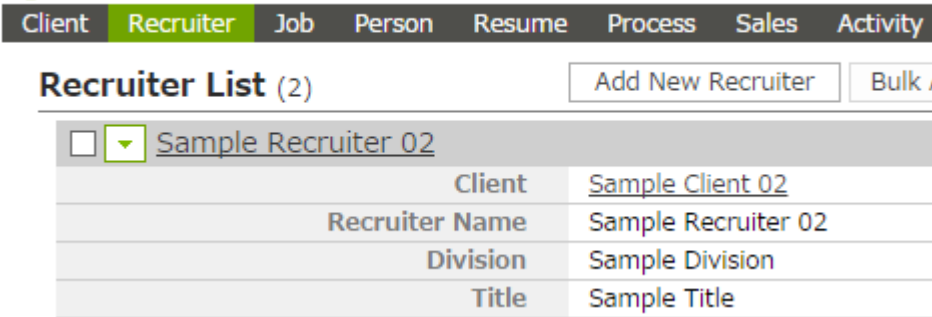 Client Recruiter Job Person Resume Process Sales Activity
Recruiter List (2) Add New Recruiter Bulk
Sample Recruiter 02
Client Sample Client 02
Recruiter Name Sample Recruiter 02
Division Sample Division
Title Sample Title